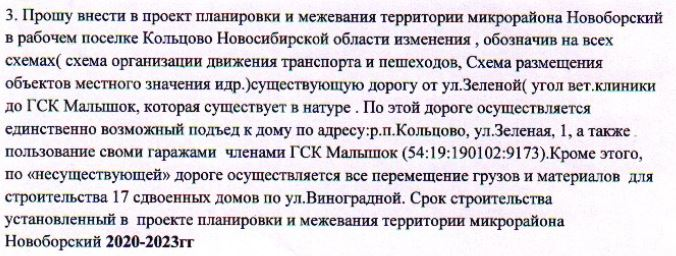 3. Прошу внести в проект планировки и межевания территории микрорайона Новоборский
в рабочем поселке Кольцово Новосибирской области изменения , обозначив на всех
схемах( схема организации движения транспорта и пешеходов, Схема размещения
объектов местного значения идр.)существующую дорогу от ул.Зеленой( угол вет.клиники
до ГСК Малышок, которая существует в натуре . По этой дороге осуществляется
единственно возможный подъед к дому по адресу:р.п.Кольцово, ул.Зеленая, 1, а также
пользование своми гаражами членами ГСК Малышок (54:19:190102:9173).Кроме этого,
по «несуществующей» дороге осуществляется все перемещение грузов и материалов для
строительства 17 сдвоенных домов по ул.Виноградной. Срок строительства
установленный в проекте планировки и межевания территории микрорайона
Новоборский 2020-2023гг